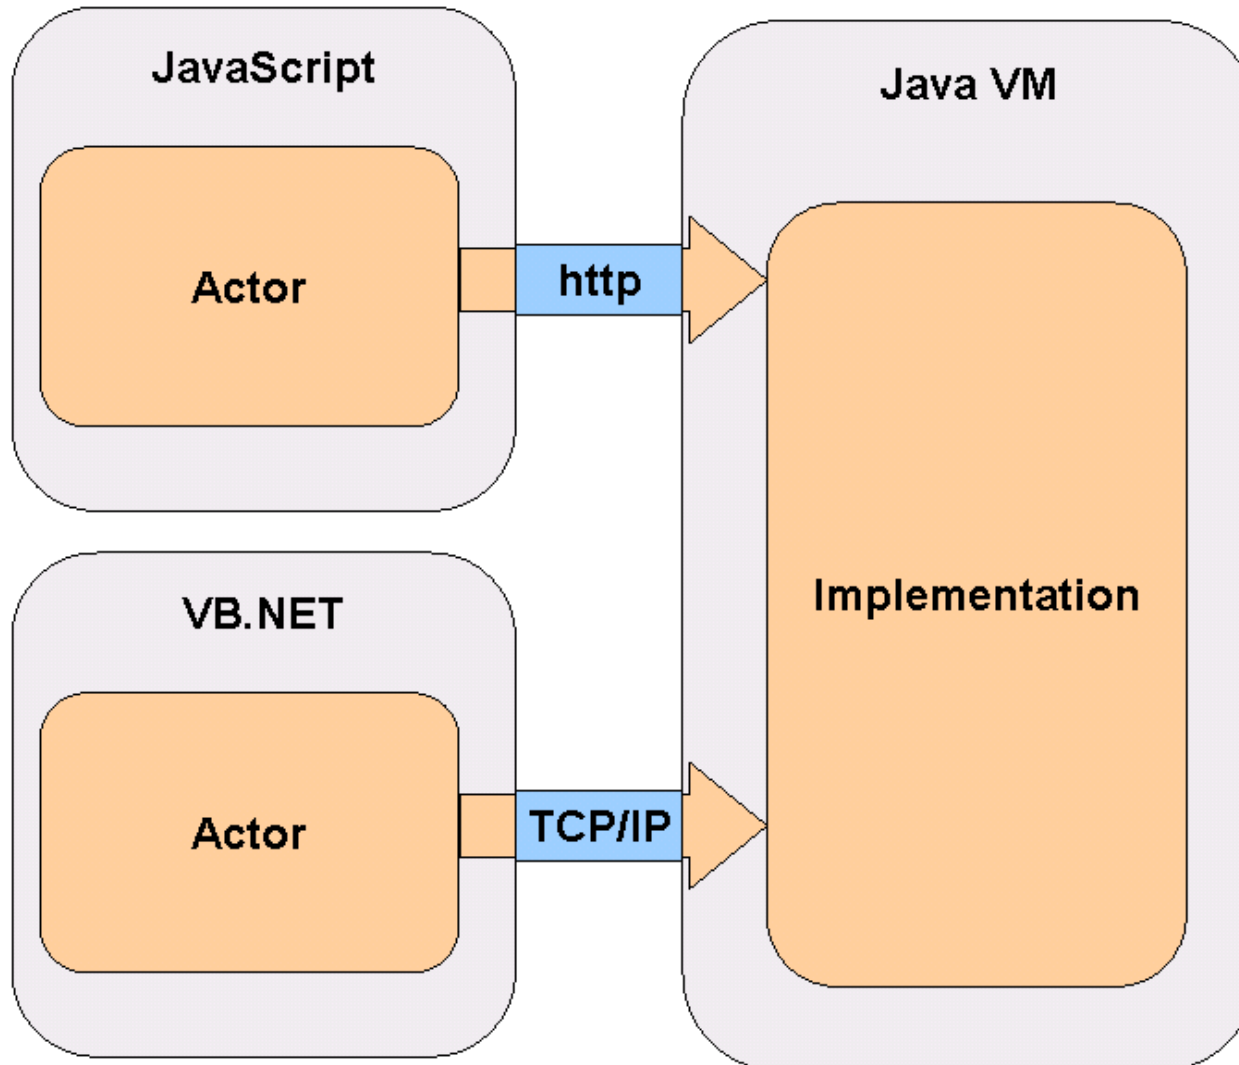 JavaScript
Java VM
Actor
http
VB.NET
Implementation
Actor
TCP/IP